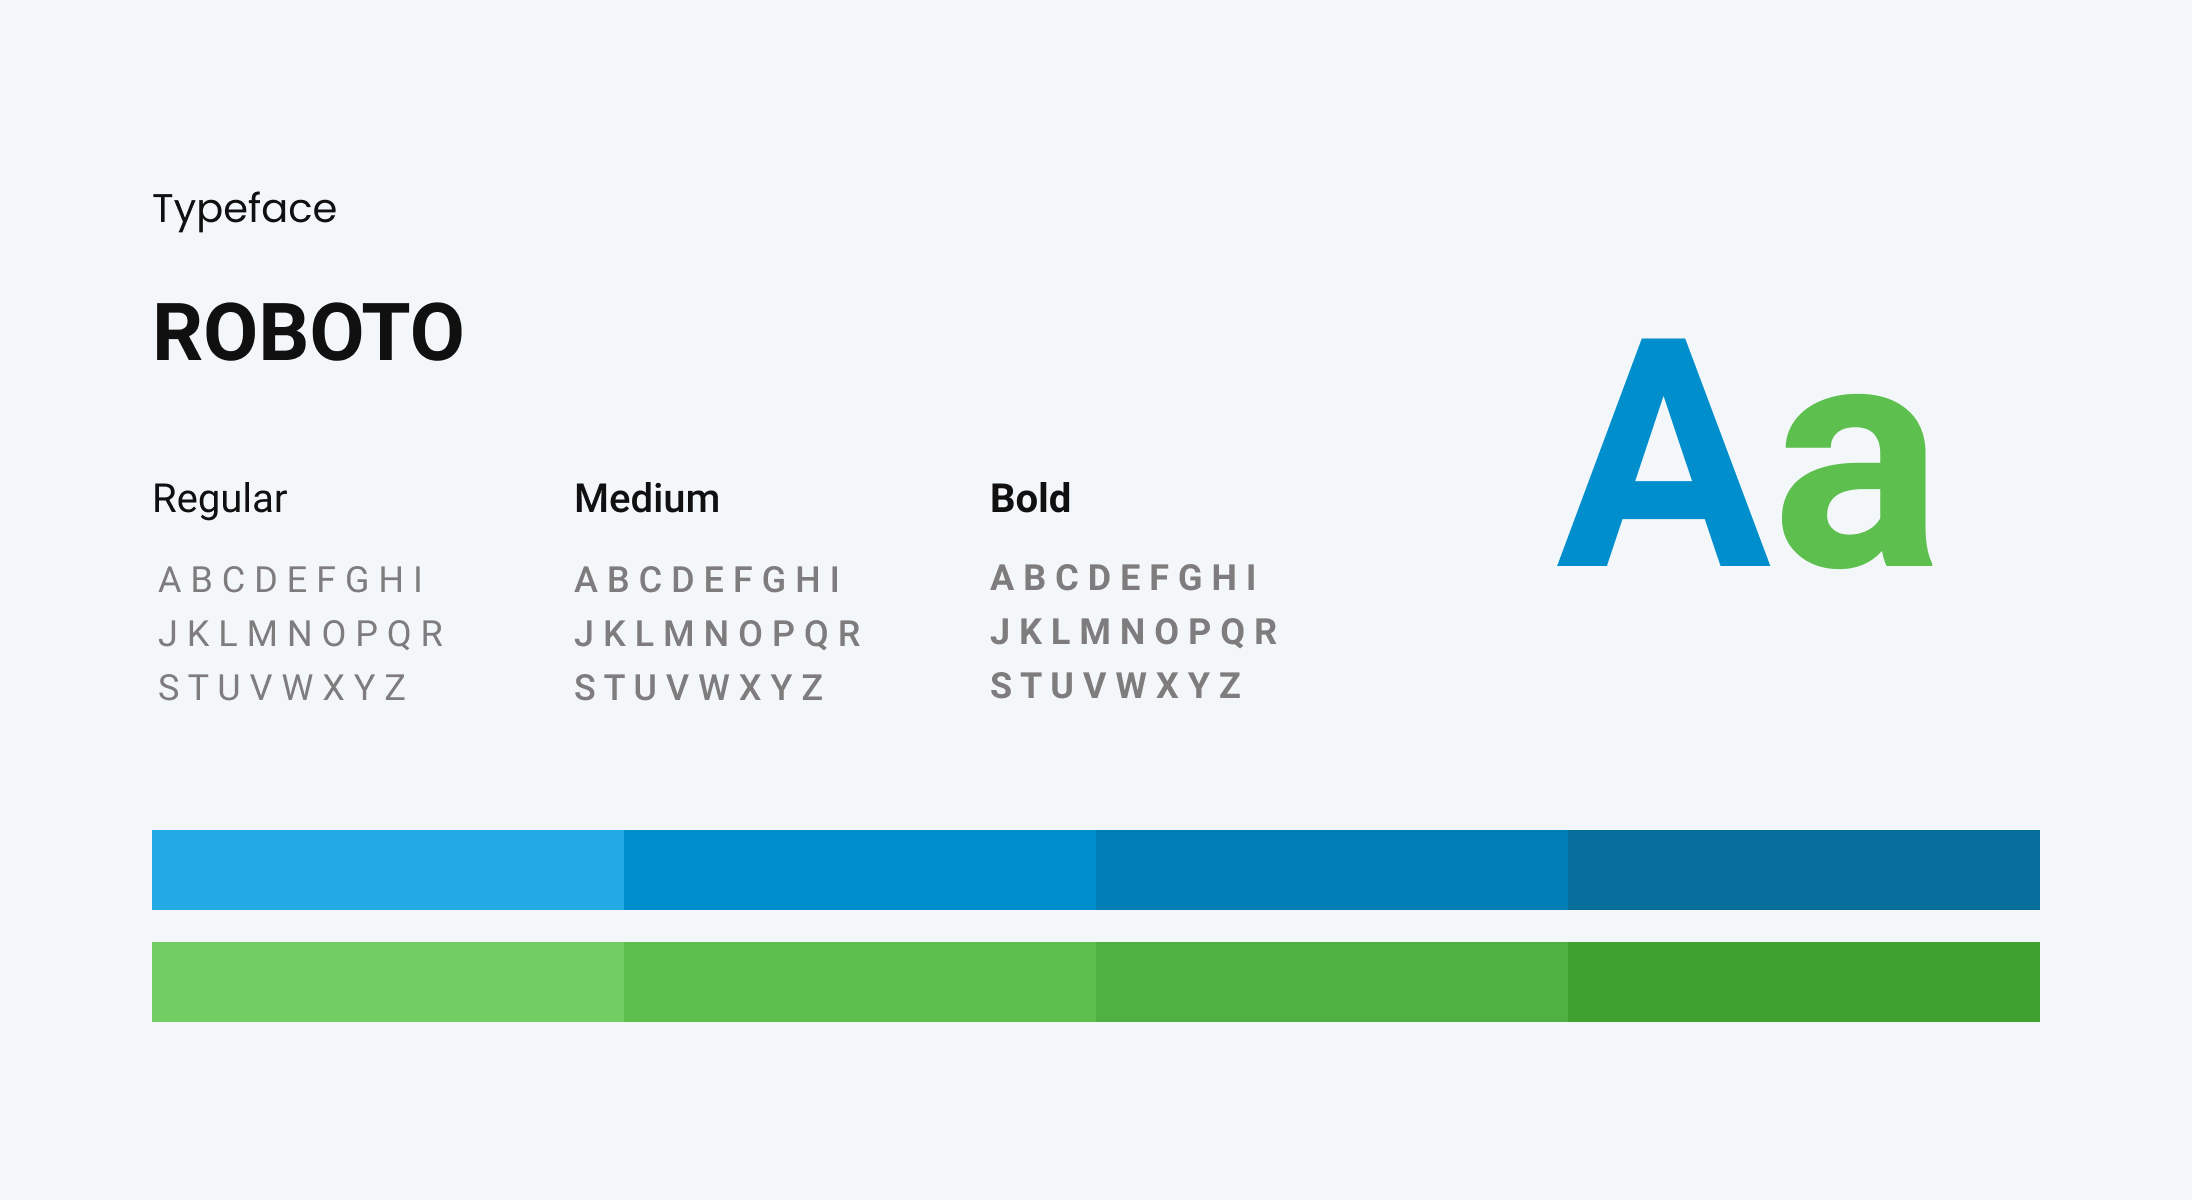 Typeface
ROBOTO
Regular
A B C D E F G H I
J K L M N O P Q R
S T U V W X Y Z
Medium
A B C D E F G H I
J K L M N O P Q R
S T U V W X Y Z
Bold
A B C D E F G H I
J K L M N O P Q R
S T U V W X Y Z
Aa